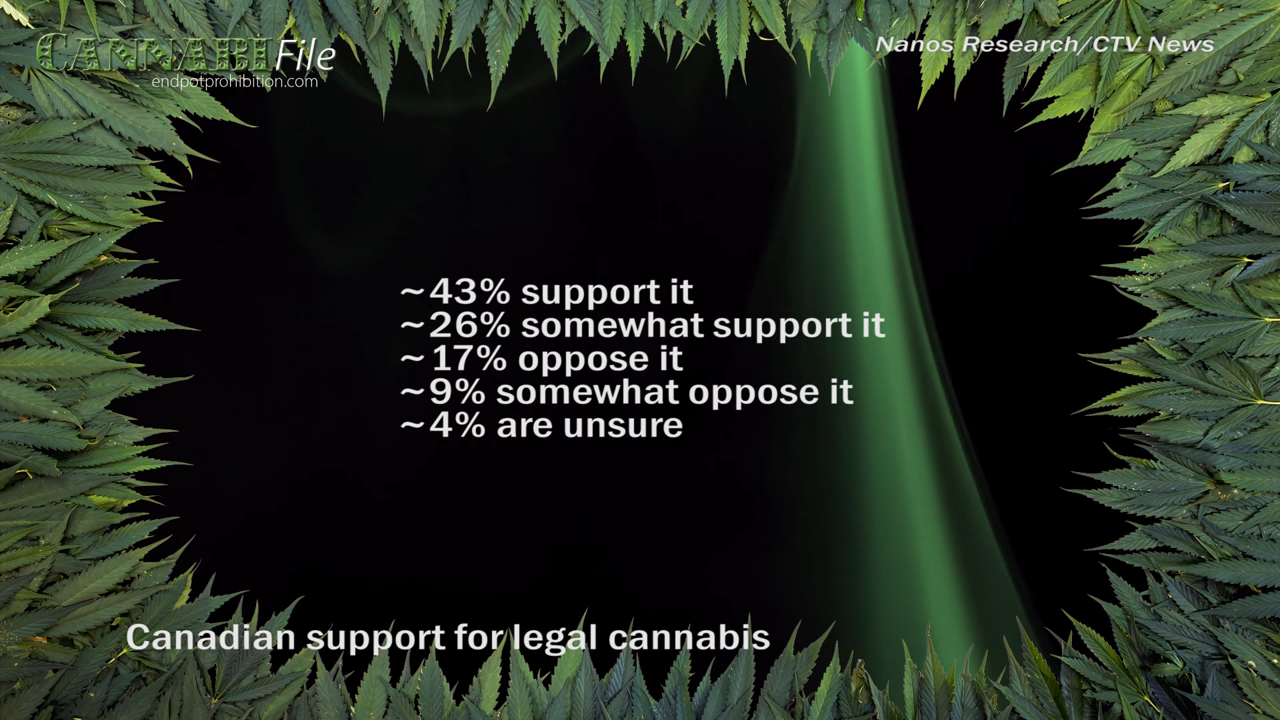 CANNABIFile
endpotprohibition.com
Nanos Research/CTV News
~43% support it
~26% somewhat support it
~17% oppose it
~9% somewhat oppose it
~4% are unsure
Canadian support for legal cannabis